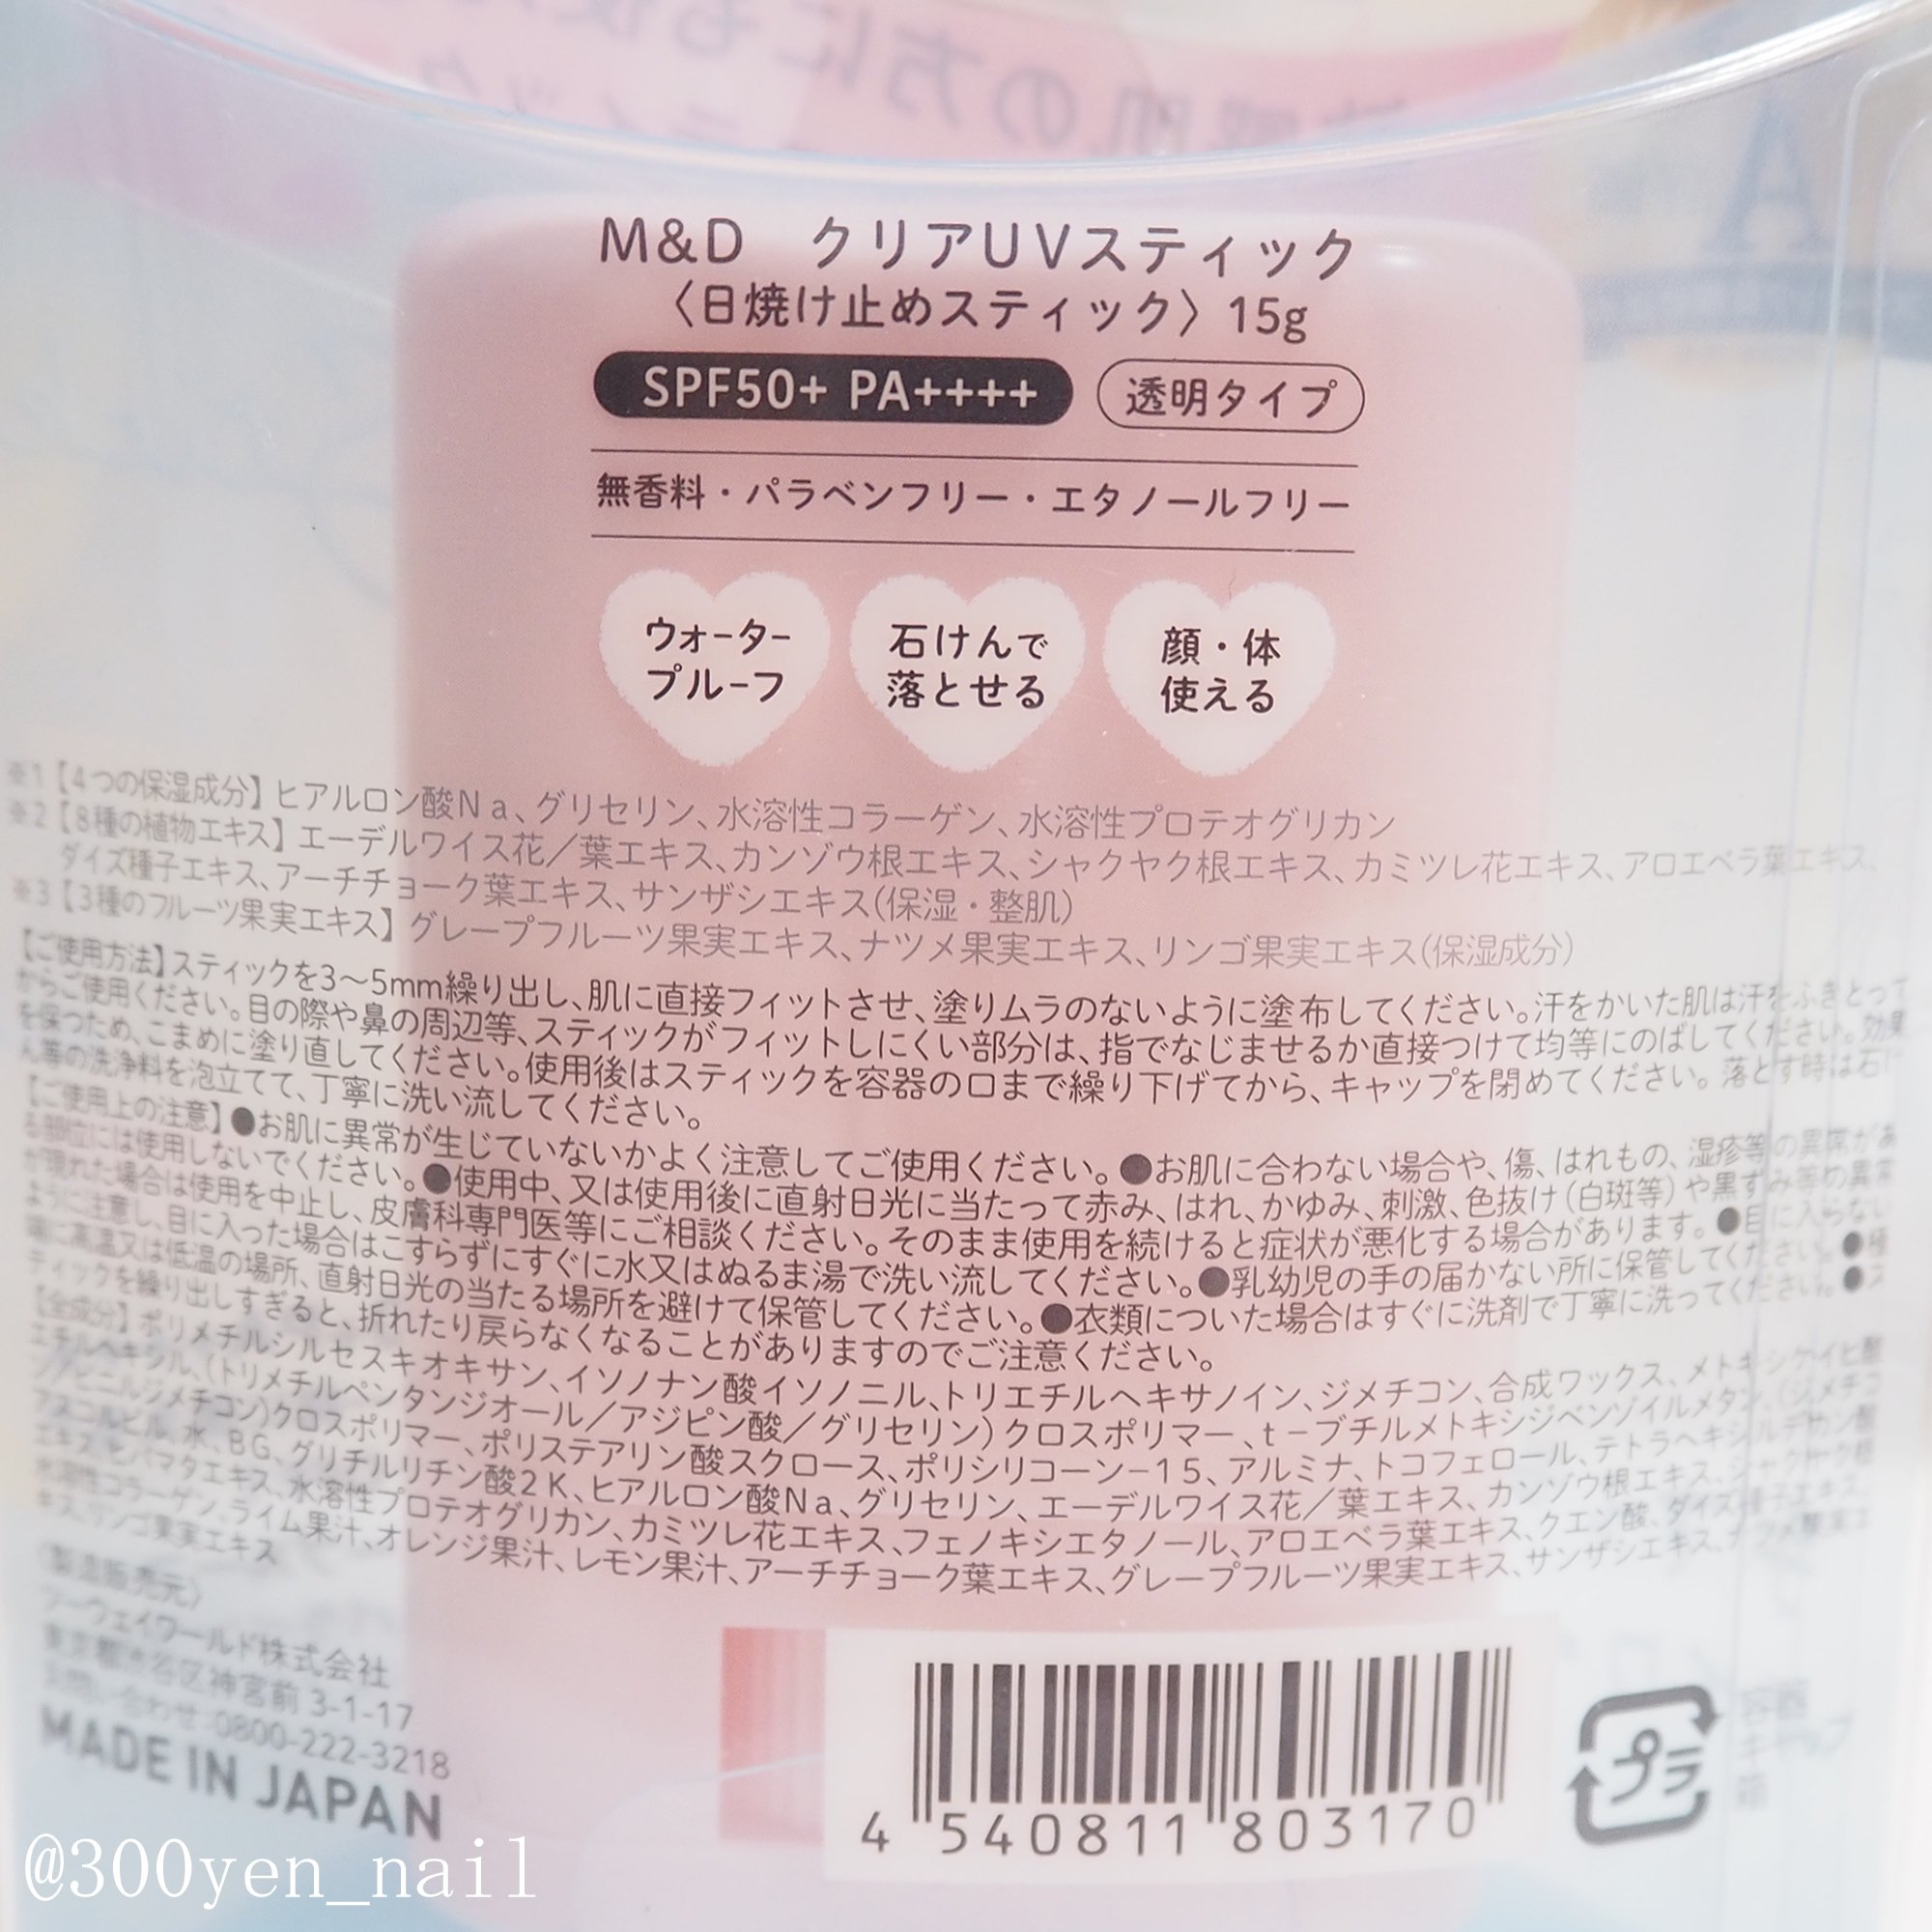 の方にも
M&D クリアUVスティック
〈日焼け止めスティック〉15g
SPF50+ PA++++ 透明タイプ
無香料・パラベンフリー・エタノールフリー
ウォーター
プルーフ
石けんで
落とせる
顔・体
使える
※1【4つの保湿成分】ヒアルロン酸Na、グリセリン、水溶性コラーゲン、水溶性プロテオグリカン
※2【8種の植物エキス】エーデルワイス花／葉エキス、カンゾウ根エキス、シャクヤク根エキス、カミツレ花エキス、アロエベラ葉エキス、
ダイズ種子エキス、アーチチョーク葉エキス、サンザシエキス(保湿・整肌)
※3【3種のフルーツ果実エキス】グレープフルーツ果実エキス、ナツメ果実エキス、リンゴ果実エキス(保湿成分)
【ご使用方法】スティックを3～5mm繰り出し、肌に直接フィットさせ、塗りムラのないように塗布してください。汗をかいた肌は汗をふきとって
からご使用ください。目の際や鼻の周辺等、スティックがフィットしにくい部分は、指でなじませるか直接つけて均等にのばしてください。効果
を保つため、こまめに塗り直してください。使用後はスティックを容器の口まで繰り下げてから、キャップを閉めてください。落とす時は石け
ん等の洗浄料を泡立てて、丁寧に洗い流してください。
【ご使用上の注意】●お肌に異常が生じていないかよく注意してご使用ください。●お肌に合わない場合や、傷、はれもの、湿疹等の異常があ
る部位には使用しないでください。●使用中、又は使用後に直射日光に当たって赤み、はれ、かゆみ、刺激、色抜け(白斑等)や黒ずみ等の異常
が現れた場合は使用を中止し、皮膚科専門医等にご相談ください。そのまま使用を続けると症状が悪化する場合があります。●目に入らない
ように注意し、目に入った場合はこすらずにすぐに水又はぬるま湯で洗い流してください。●乳幼児の手の届かない所に保管してください。●極
端に高温又は低温の場所、直射日光の当たる場所を避けて保管してください。●衣類についた場合はすぐに洗剤で丁寧に洗ってください。●ス
ティックを繰り出しすぎると、折れたり戻らなくなることがありますのでご注意ください。
【全成分】ポリメチルシルセスキオキサン、イソノナン酸イソノニル、トリエチルヘキサノイン、ジメチコン、合成ワックス、メトキシケイヒ酸
エチルヘキシル、(トリメチルペンタンジオール／アジピン酸／グリセリン)クロスポリマー、t－ブチルメトキシジベンゾイルメタン、(ジメチコ
ン／ビニルジメチコン)クロスポリマー、ポリステアリン酸スクロース、ポリシリコーン－15、アルミナ、トコフェロール、テトラヘキシルデカン酸
アスコルビル、水、BG、グリチルリチン酸2K、ヒアルロン酸Na、グリセリン、エーデルワイス花／葉エキス、カンゾウ根エキス、シャクヤク根
エキス、ヒバマタエキス、水溶性プロテオグリカン、カミツレ花エキス、フェノキシエタノール、アロエベラ葉エキス、クエン酸、ダイズ種子エキス、
水溶性コラーゲン、ライム果汁、オレンジ果汁、レモン果汁、アーチチョーク葉エキス、グレープフルーツ果実エキス、サンザシエキス、ナツメ果実エ
キス、リンゴ果実エキス
〈製造販売元〉
フーウェイワールド株式会社
東京都渋谷区神宮前 3-1-17
お問い合わせ:0800-222-3218
MADE IN JAPAN
4 540811 803170
プラ
容器
キャップ
箱
@300yen_nail